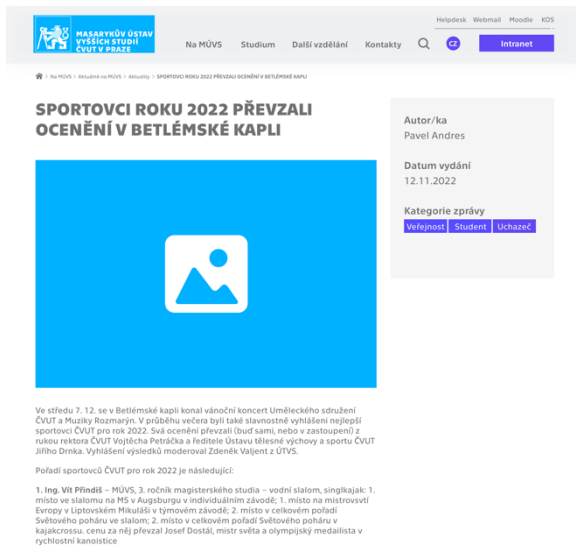 Helpdesk Webmail Moodle KOS
MASARYKŮV ÚSTAV
VYŠŠÍCH STUDIÍ
ČVUT V PRAZE
Na MÚVS Studium Další vzdělání Kontakty CZ Intranet
Na MÚVS > Aktuálně na MÚVS > Aktuality > SPORTOVCI ROKU 2022 PŘEVZALI OCENĚNÍ V BETLÉMSKÉ KAPLI
SPORTOVCI ROKU 2022 PŘEVZALI
OCENĚNÍ V BETLÉMSKÉ KAPLI
Autor/ka
Pavel Andres
Datum vydání
12.11.2022
Kategorie zprávy
Veřejnost Student Uchazeč
Ve středu 7. 12. se v Betlémské kapli konal vánoční koncert Uměleckého sdružení
ČVUT a Muziky Rozmarýn. V průběhu večera byli také slavnostně vyhlášeni nejlepší
sportovci ČVUT pro rok 2022. Svá ocenění převzali (buď sami, nebo v zastoupení) z
rukou rektora ČVUT Vojtěcha Petráčka a ředitele Ústavu tělesné výchovy a sportu ČVUT
Jiřího Drnka. Vyhlášení výsledků moderoval Zdeněk Valjent z ÚTVS.
Pořadí sportovců ČVUT pro rok 2022 je následující:
1. Ing. Vít Přindiš – MÚVS, 3. ročník magisterského studia – vodní slalom, singlkajak: 1.
místo ve slalomu na MS v Augsburgu v individuálním závodě; 1. místo na mistrovsvtí
Evropy v Liptovském Mikuláši v týmovém závodě; 2. místo v celkovém pořadí
Světového poháru ve slalom; 2. místo v celkovém pořadí Světového poháru v
kajakcrossu. cenu za něj převzal Josef Dostál, mistr světa a olympijský medailista v
rychlostní kanoistice